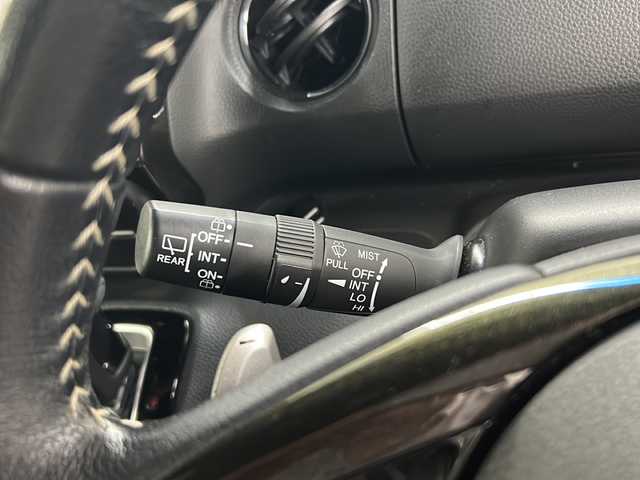 REAR
OFF
INT
ON
PULL
MIST
OFF
INT
LO
HI